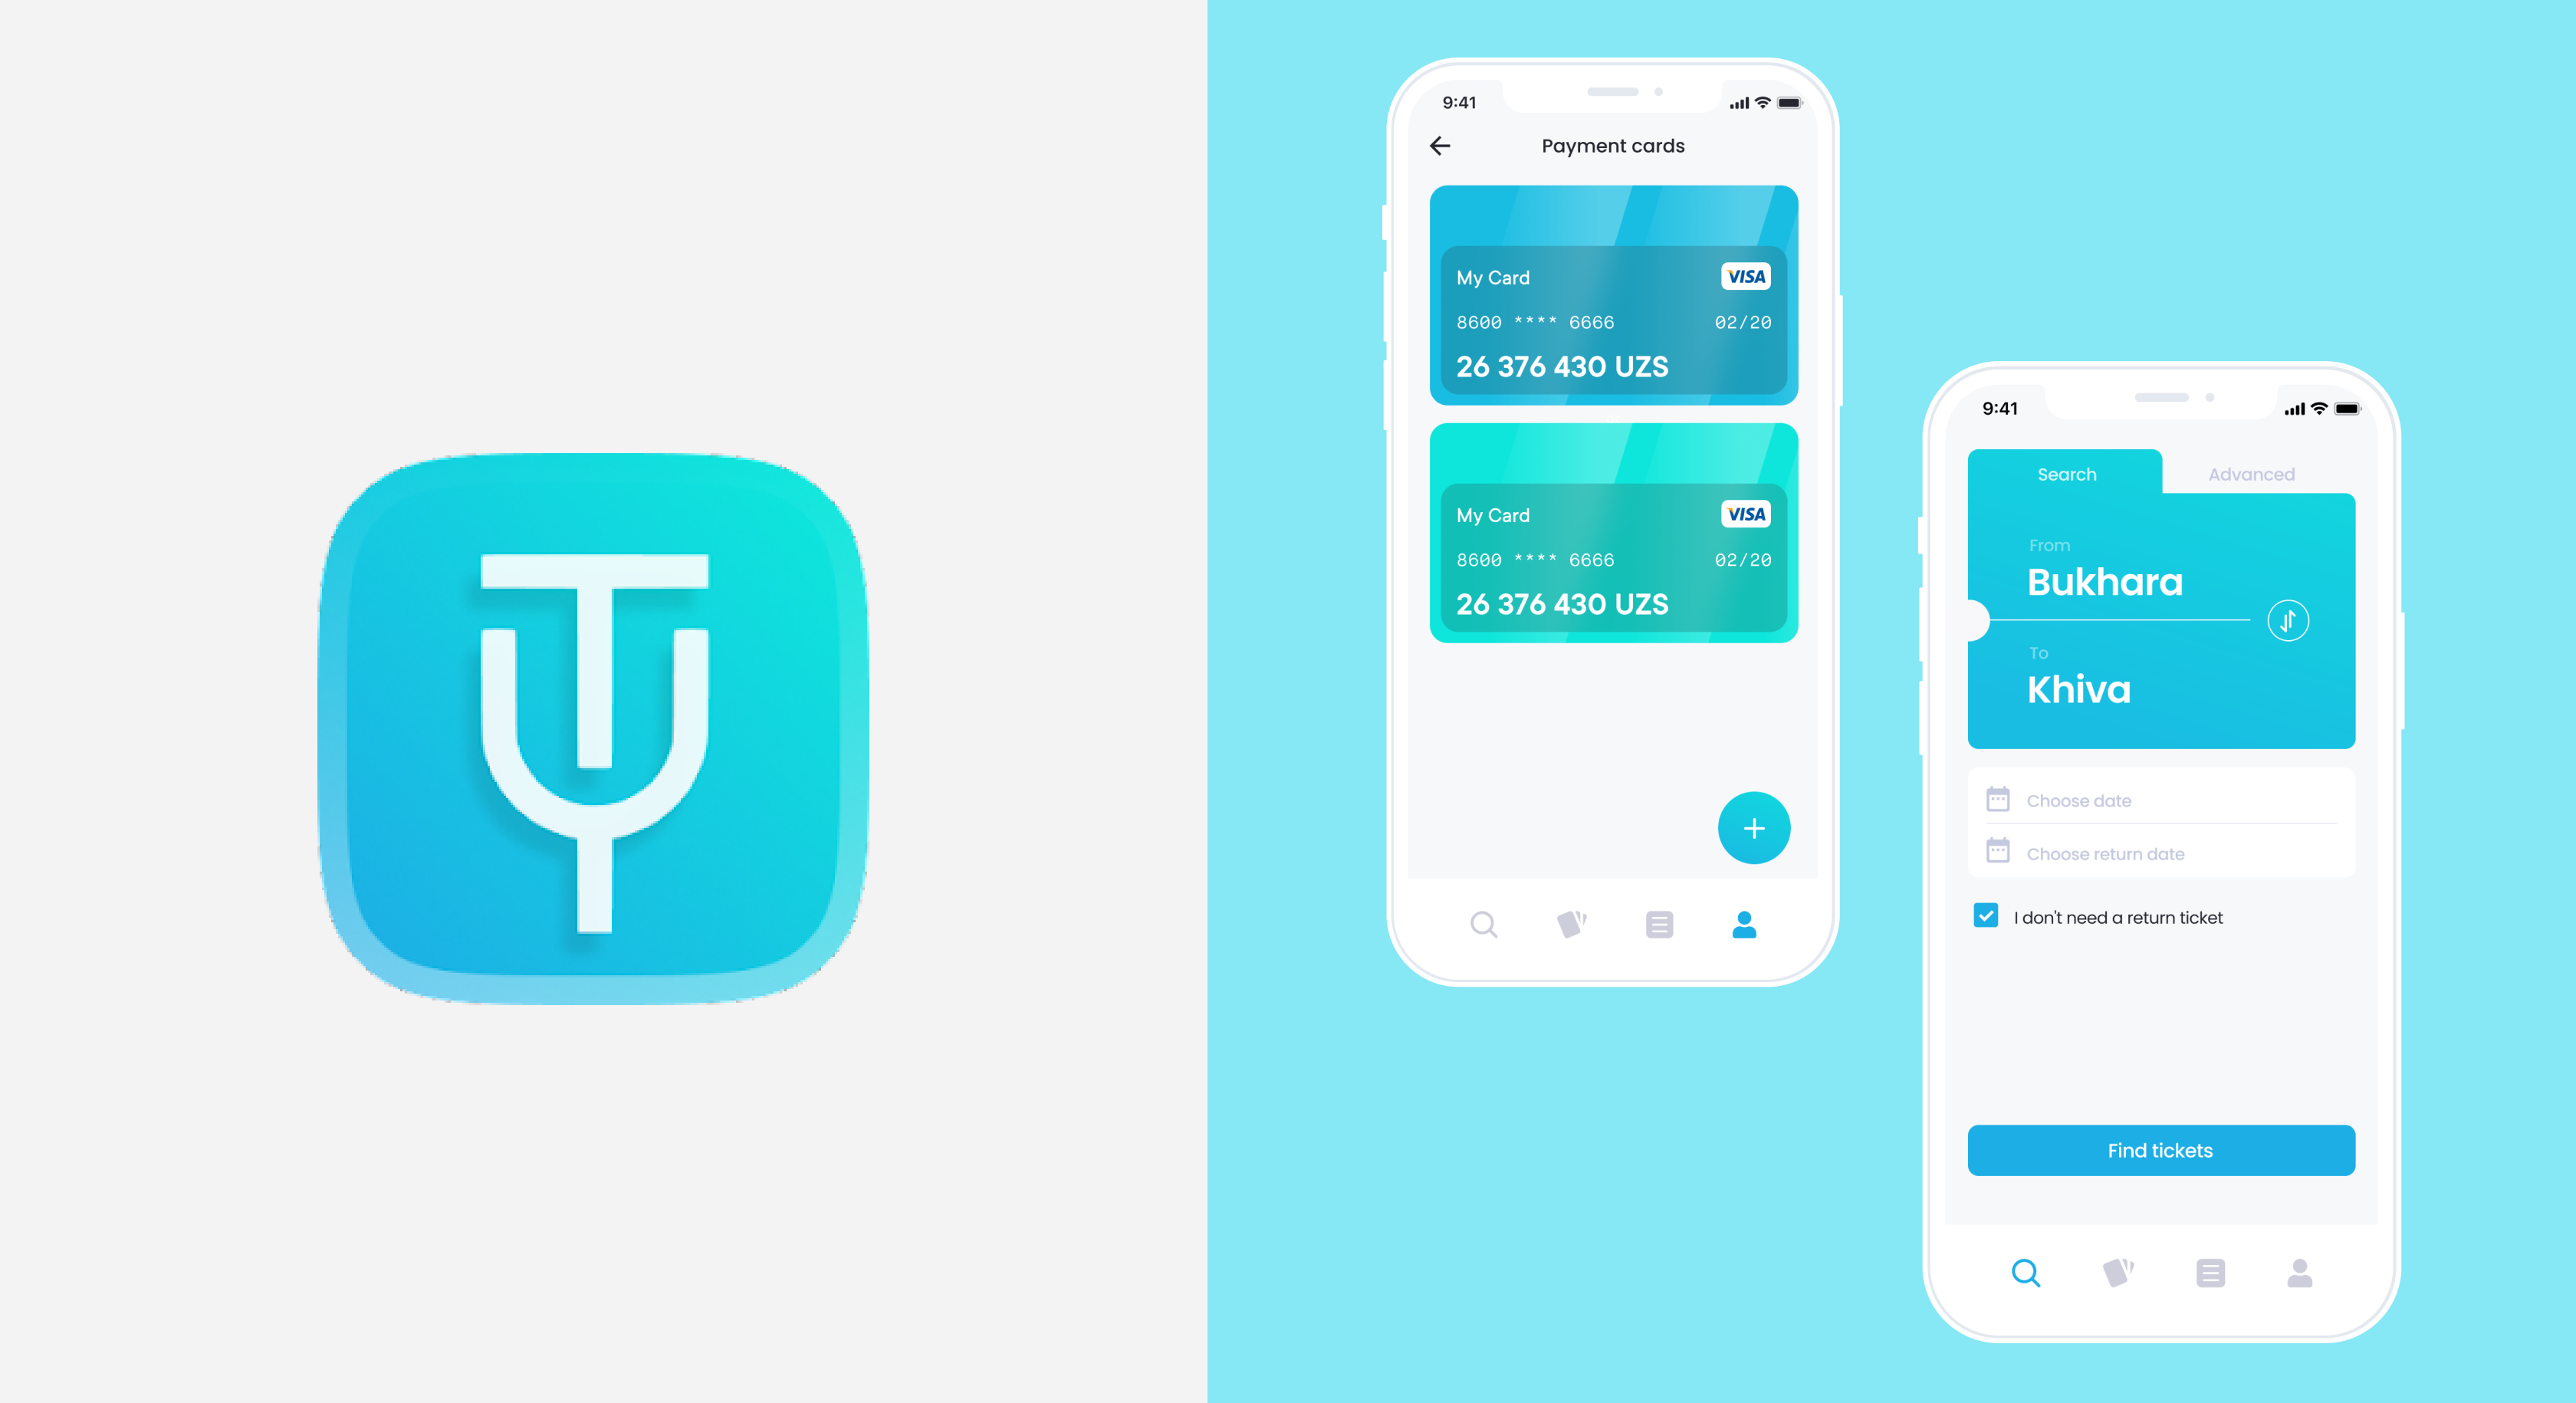 TY
9:41
Payment cards
My Card VISA
8600 **** 6666 02/20
26 376 430 UZS
My Card VISA
8600 **** 6666 02/20
26 376 430 UZS
9:41
Search Advanced
From
Bukhara
To
Khiva
Choose date
Choose return date
I don't need a return ticket
Find tickets